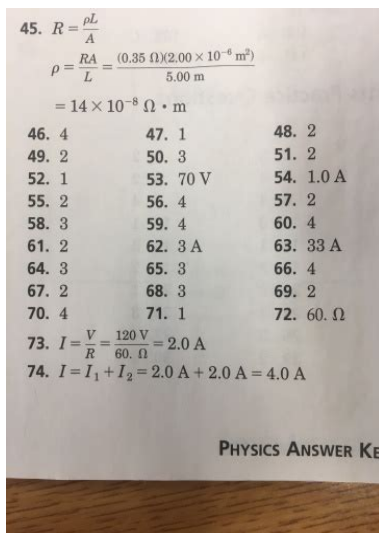 45. R = ρL/A
ρ = RA/L = (0.35 Ω)(2.00 × 10⁻⁶ m²)/5.00 m
= 14 × 10⁻⁸ Ω • m
46. 4 47. 1 48. 2
49. 2 50. 3 51. 2
52. 1 53. 70 V 54. 1.0 A
55. 2 56. 4 57. 2
58. 3 59. 4 60. 4
61. 2 62. 3 A 63. 33 A
64. 3 65. 3 66. 4
67. 2 68. 3 69. 2
70. 4 71. 1 72. 60. Ω
73. I = V/R = 120 V/60. Ω = 2.0 A
74. I = I₁ + I₂ = 2.0 A + 2.0 A = 4.0 A
PHYSICS ANSWER KE